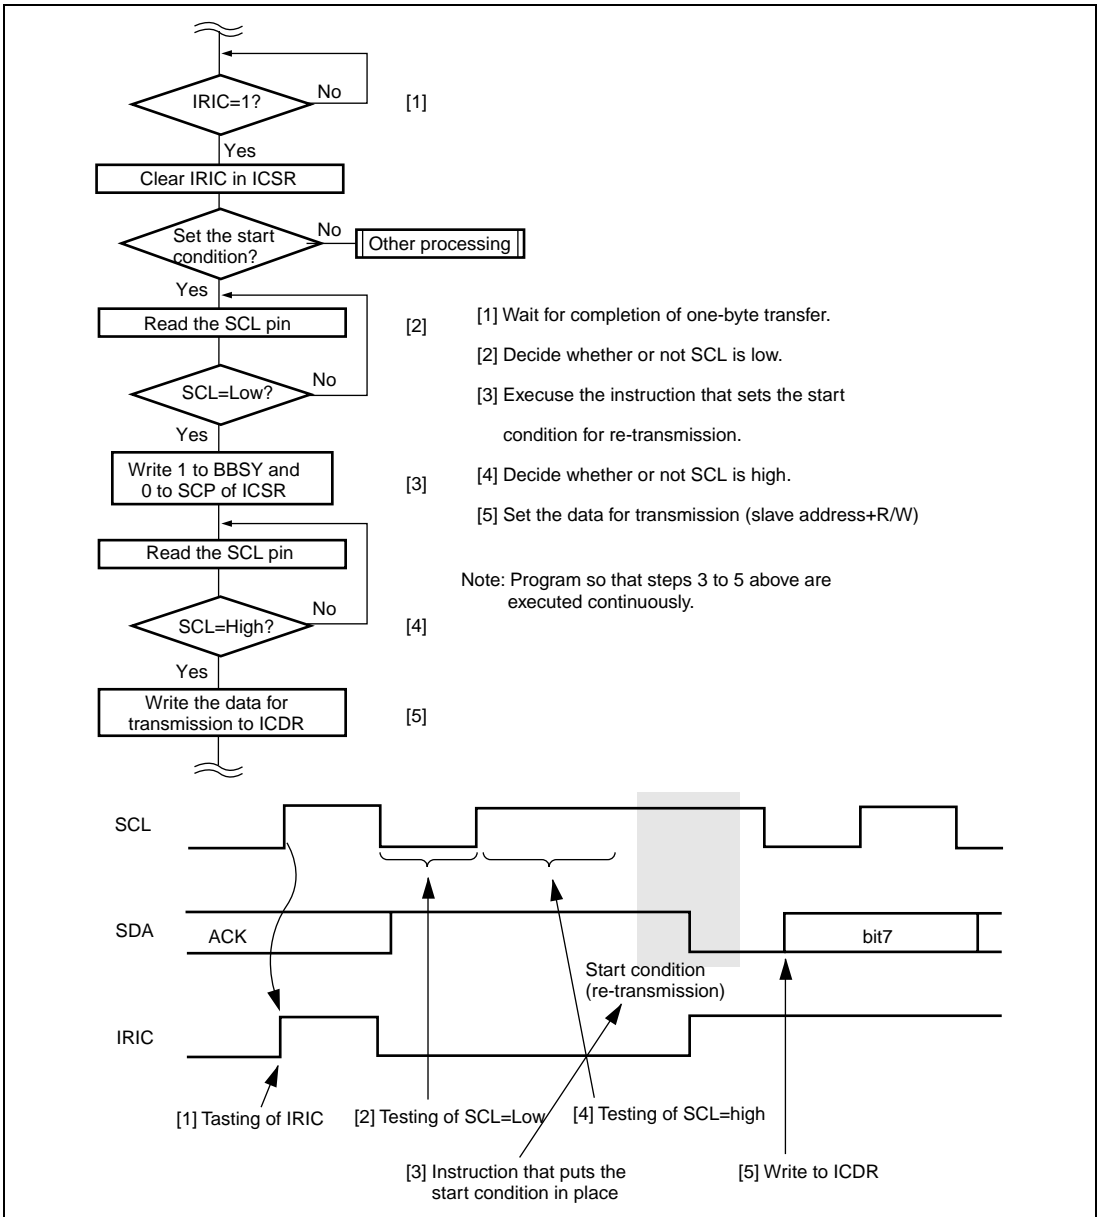 IRIC=1?
No
[1]
Yes
Clear IRIC in ICSR
Set the start
condition?
No
Other processing
Yes
Read the SCL pin
[2]
SCL=Low?
No
Yes
Write 1 to BBSY and
0 to SCP of ICSR
[3]
Read the SCL pin
SCL=High?
No
[4]
Yes
Write the data for
transmission to ICDR
[5]
[1] Wait for completion of one-byte transfer.
[2] Decide whether or not SCL is low.
[3] Execuse the instruction that sets the start
condition for re-transmission.
[4] Decide whether or not SCL is high.
[5] Set the data for transmission (slave address+R/W)
Note: Program so that steps 3 to 5 above are
executed continuously.
SCL
SDA
ACK
bit7
Start condition
(re-transmission)
IRIC
[1] Tasting of IRIC
[2] Testing of SCL=Low
[4] Testing of SCL=high
[3] Instruction that puts the
start condition in place
[5] Write to ICDR